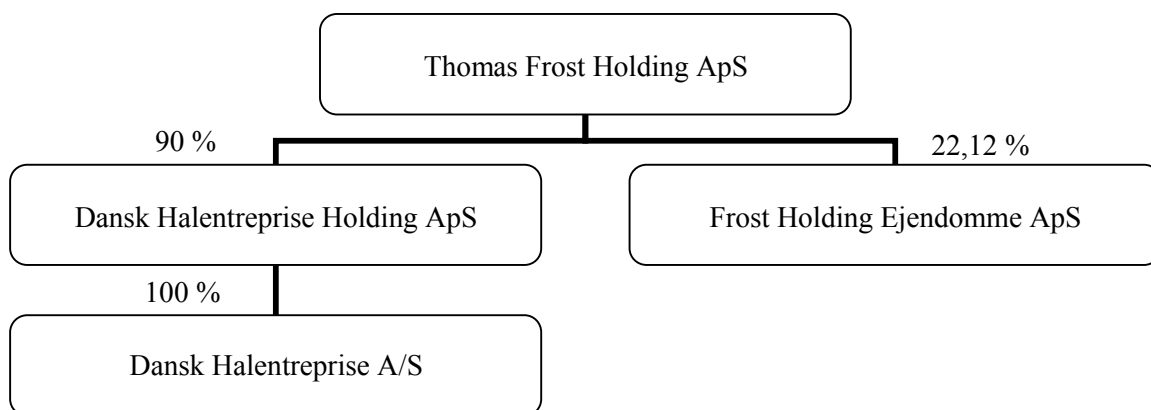 Thomas Frost Holding ApS
90 %
22,12 %
Dansk Halentreprise Holding ApS
Frost Holding Ejendomme ApS
100 %
Dansk Halentreprise A/S